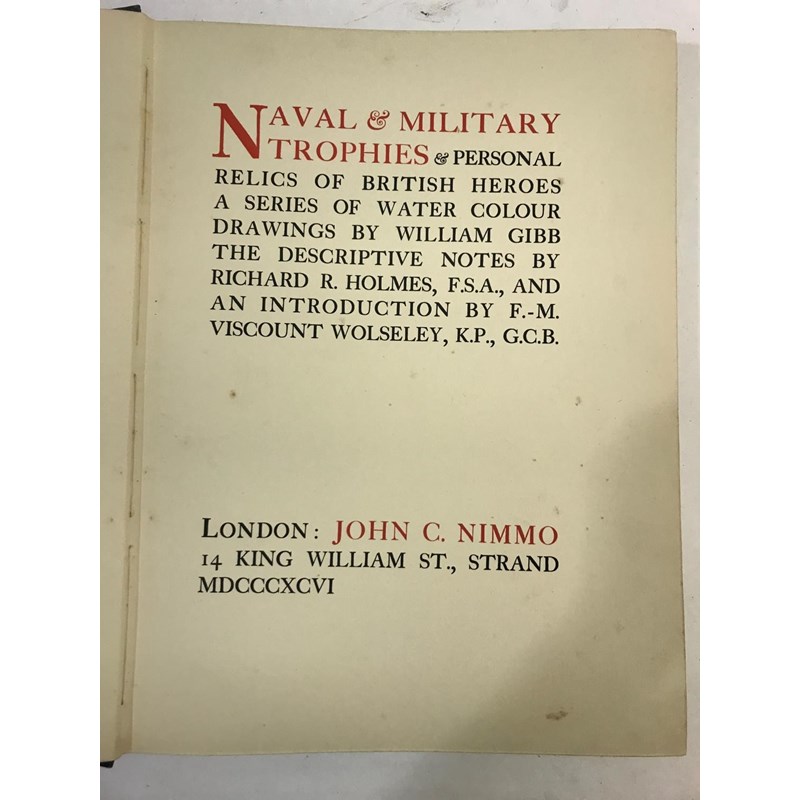 NAVAL & MILITARY
TROPHIES & PERSONAL
RELICS OF BRITISH HEROES
A SERIES OF WATER COLOUR
DRAWINGS BY WILLIAM GIBB
THE DESCRIPTIVE NOTES BY
RICHARD R. HOLMES, F.S.A., AND
AN INTRODUCTION BY F.-M.
VISCOUNT WOLSELEY, K.P., G.C.B.
LONDON: JOHN C. NIMMO
14 KING WILLIAM ST., STRAND
MDCCCXCVI